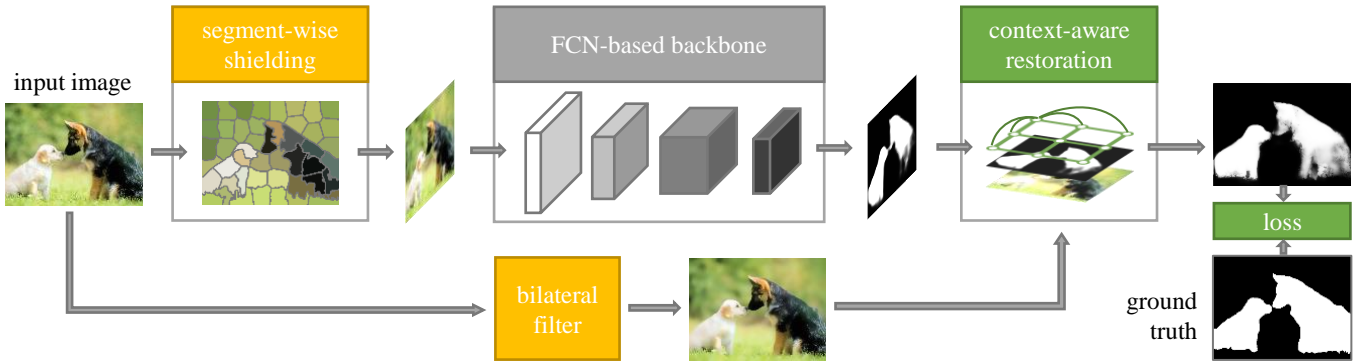 segment-wise
shielding
FCN-based backbone
context-aware
restoration
input image
loss
bilateral
filter
ground
truth